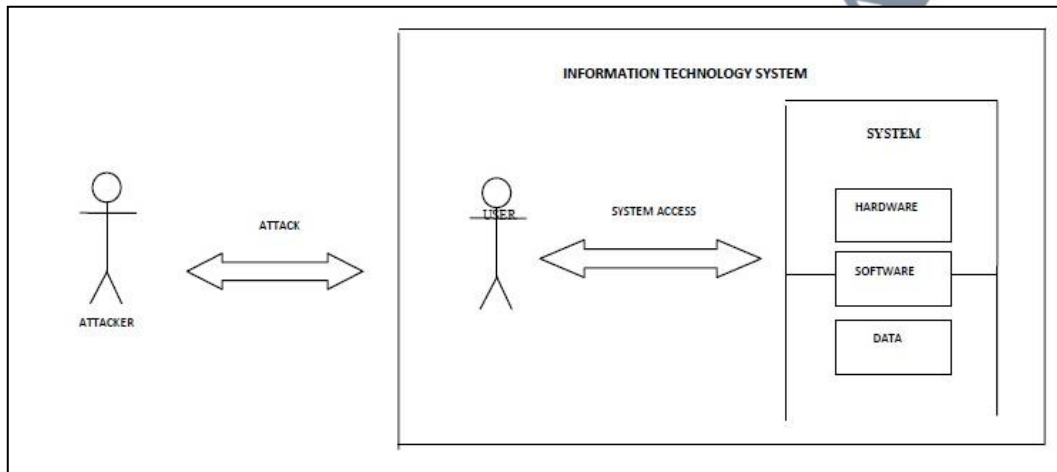 INFORMATION TECHNOLOGY SYSTEM
SYSTEM
HARDWARE
USER
SYSTEM ACCESS
ATTACK
SOFTWARE
ATTACKER
DATA